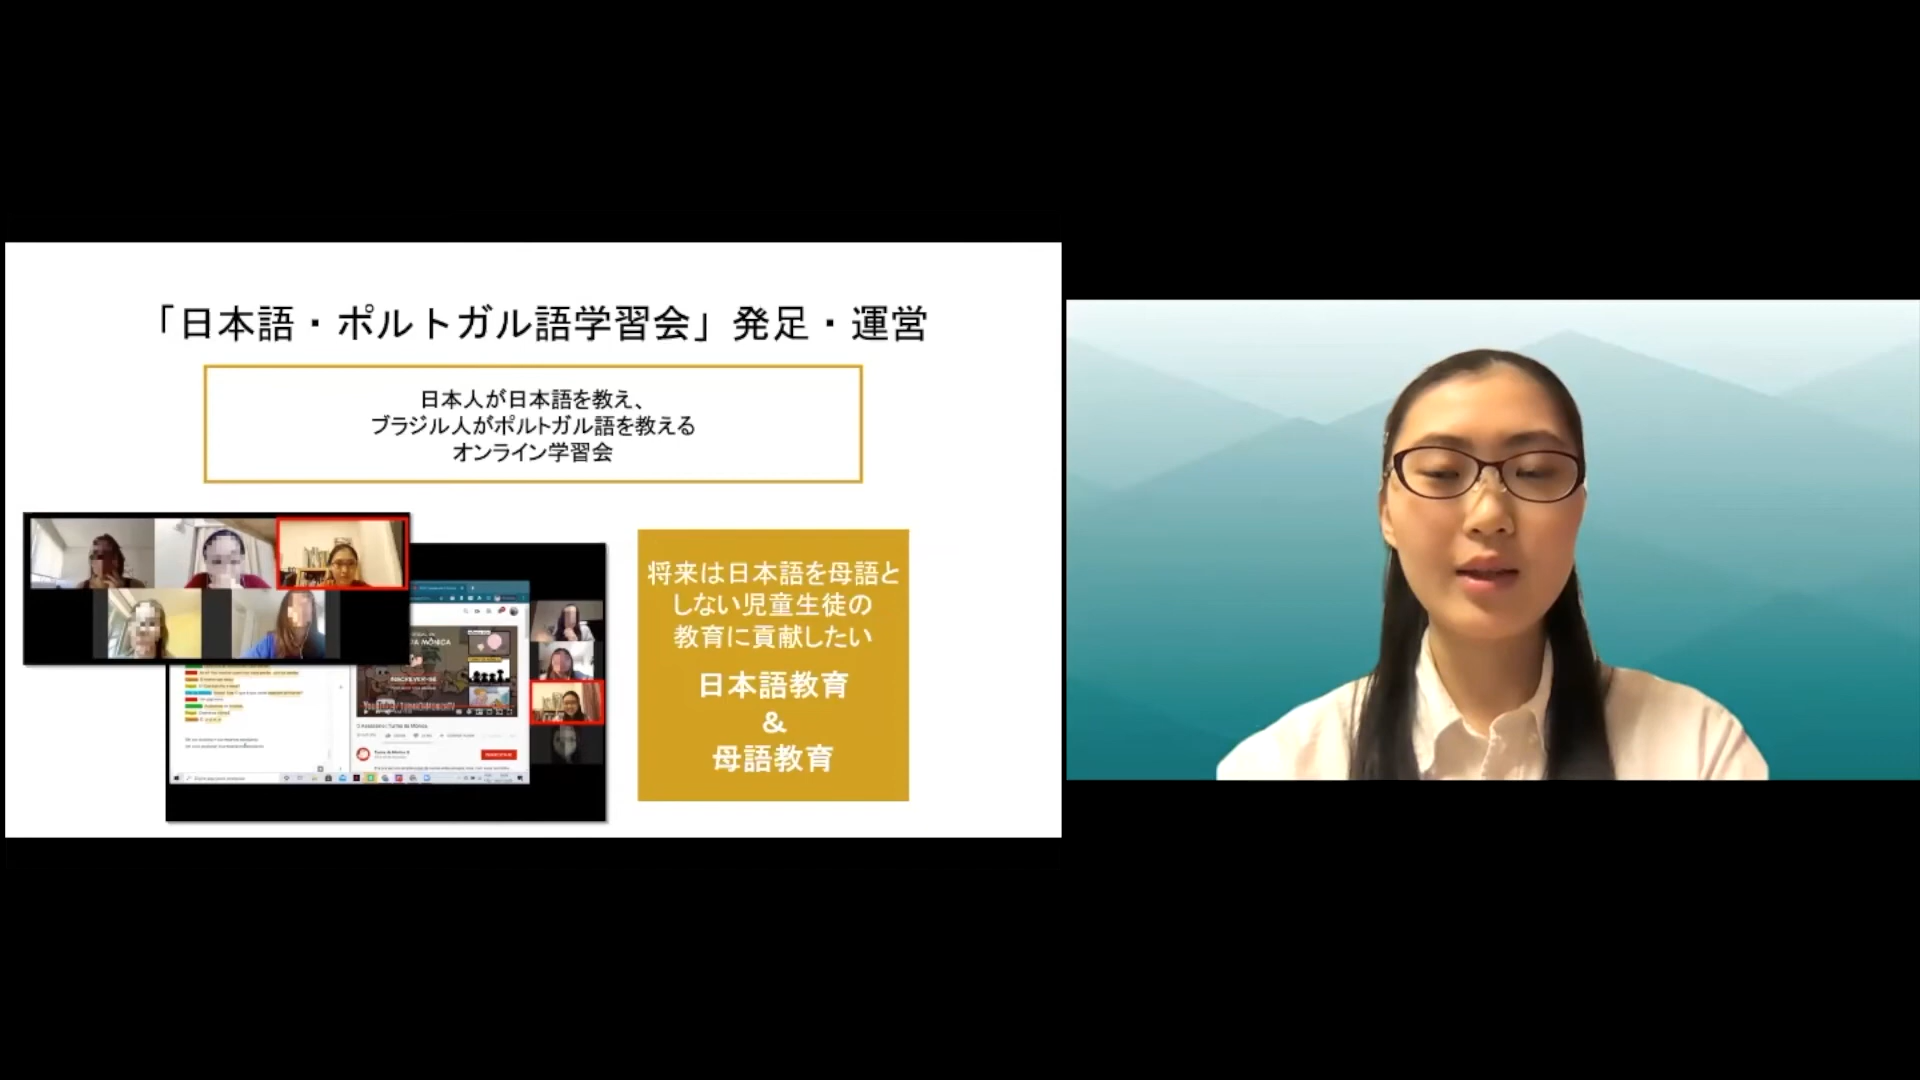 「日本語・ポルトガル語学習会」発足・運営
日本人が日本語を教え、
ブラジル人がポルトガル語を教える
オンライン学習会
将来は日本語を母語と
しない児童生徒の
教育に貢献したい
日本語教育
&
母語教育
MÔNICA
INSCREVER-SE